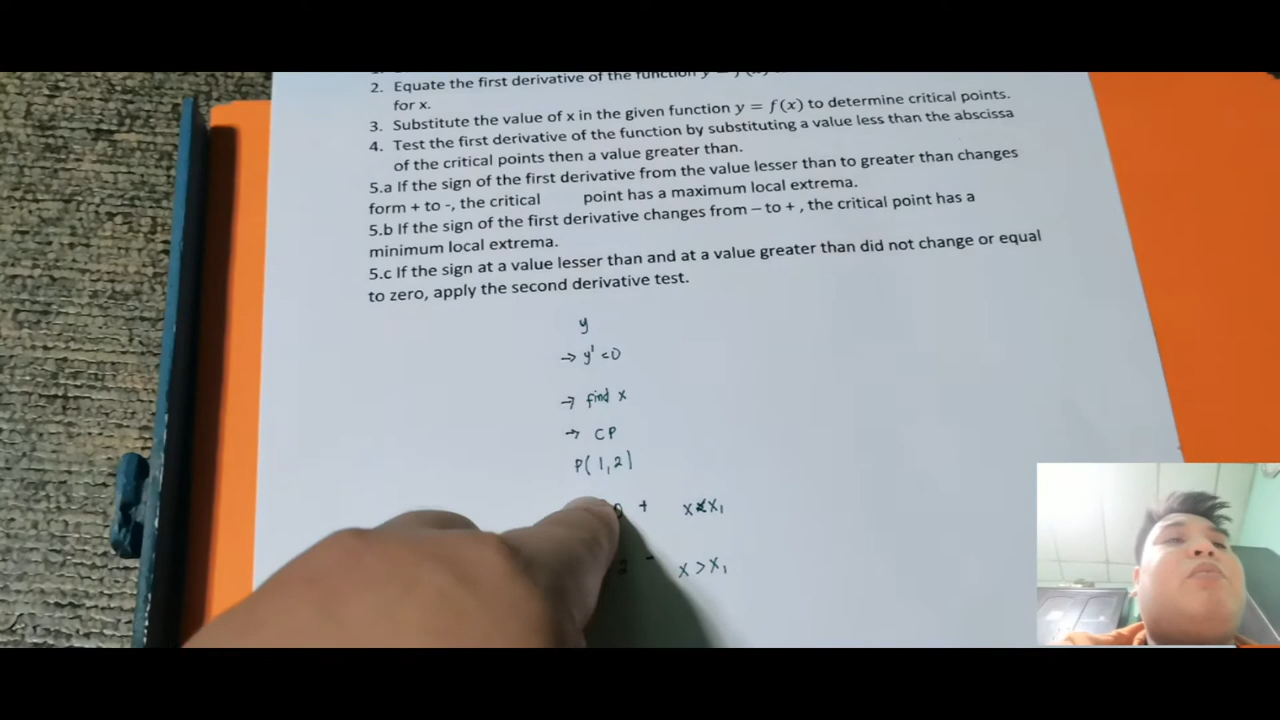 2. Equate the first derivative of the function y
for x.
3. Substitute the value of x in the given function y = f(x) to determine critical points.
4. Test the first derivative of the function by substituting a value less than the abscissa
of the critical points then a value greater than.
5.a If the sign of the first derivative from the value lesser than to greater than changes
form + to -, the critical point has a maximum local extrema.
5.b If the sign of the first derivative changes from – to + , the critical point has a
minimum local extrema.
5.c If the sign at a value lesser than and at a value greater than did not change or equal
to zero, apply the second derivative test.
y
→ y' = 0
→ find x
→ CP
P(1,2)
+ x<x₁
- x>x₁